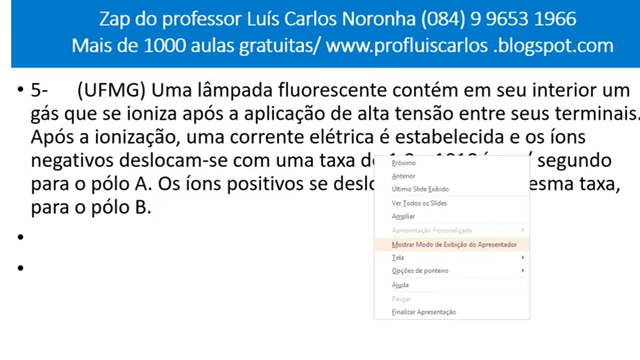 Zap do professor Luís Carlos Noronha (084) 9 9653 1966
Mais de 1000 aulas gratuitas/ www.profluiscarlos .blogspot.com
• 5- (UFMG) Uma lâmpada fluorescente contém em seu interior um
gás que se ioniza após a aplicação de alta tensão entre seus terminais.
Após a ionização, uma corrente elétrica é estabelecida e os íons
negativos deslocam-se com uma taxa de segundo
para o pólo A. Os íons positivos se mesma taxa,
para o pólo B.
•
•
Próximo
Anterior
Último Slide Exibido
Ver Todos os Slides
Ampliar
Apresentação Personalizada
Mostrar Modo de Exibição do Apresentador
Tela
Opções de ponteiro
Ajuda
Pausar
Finalizar Apresentação